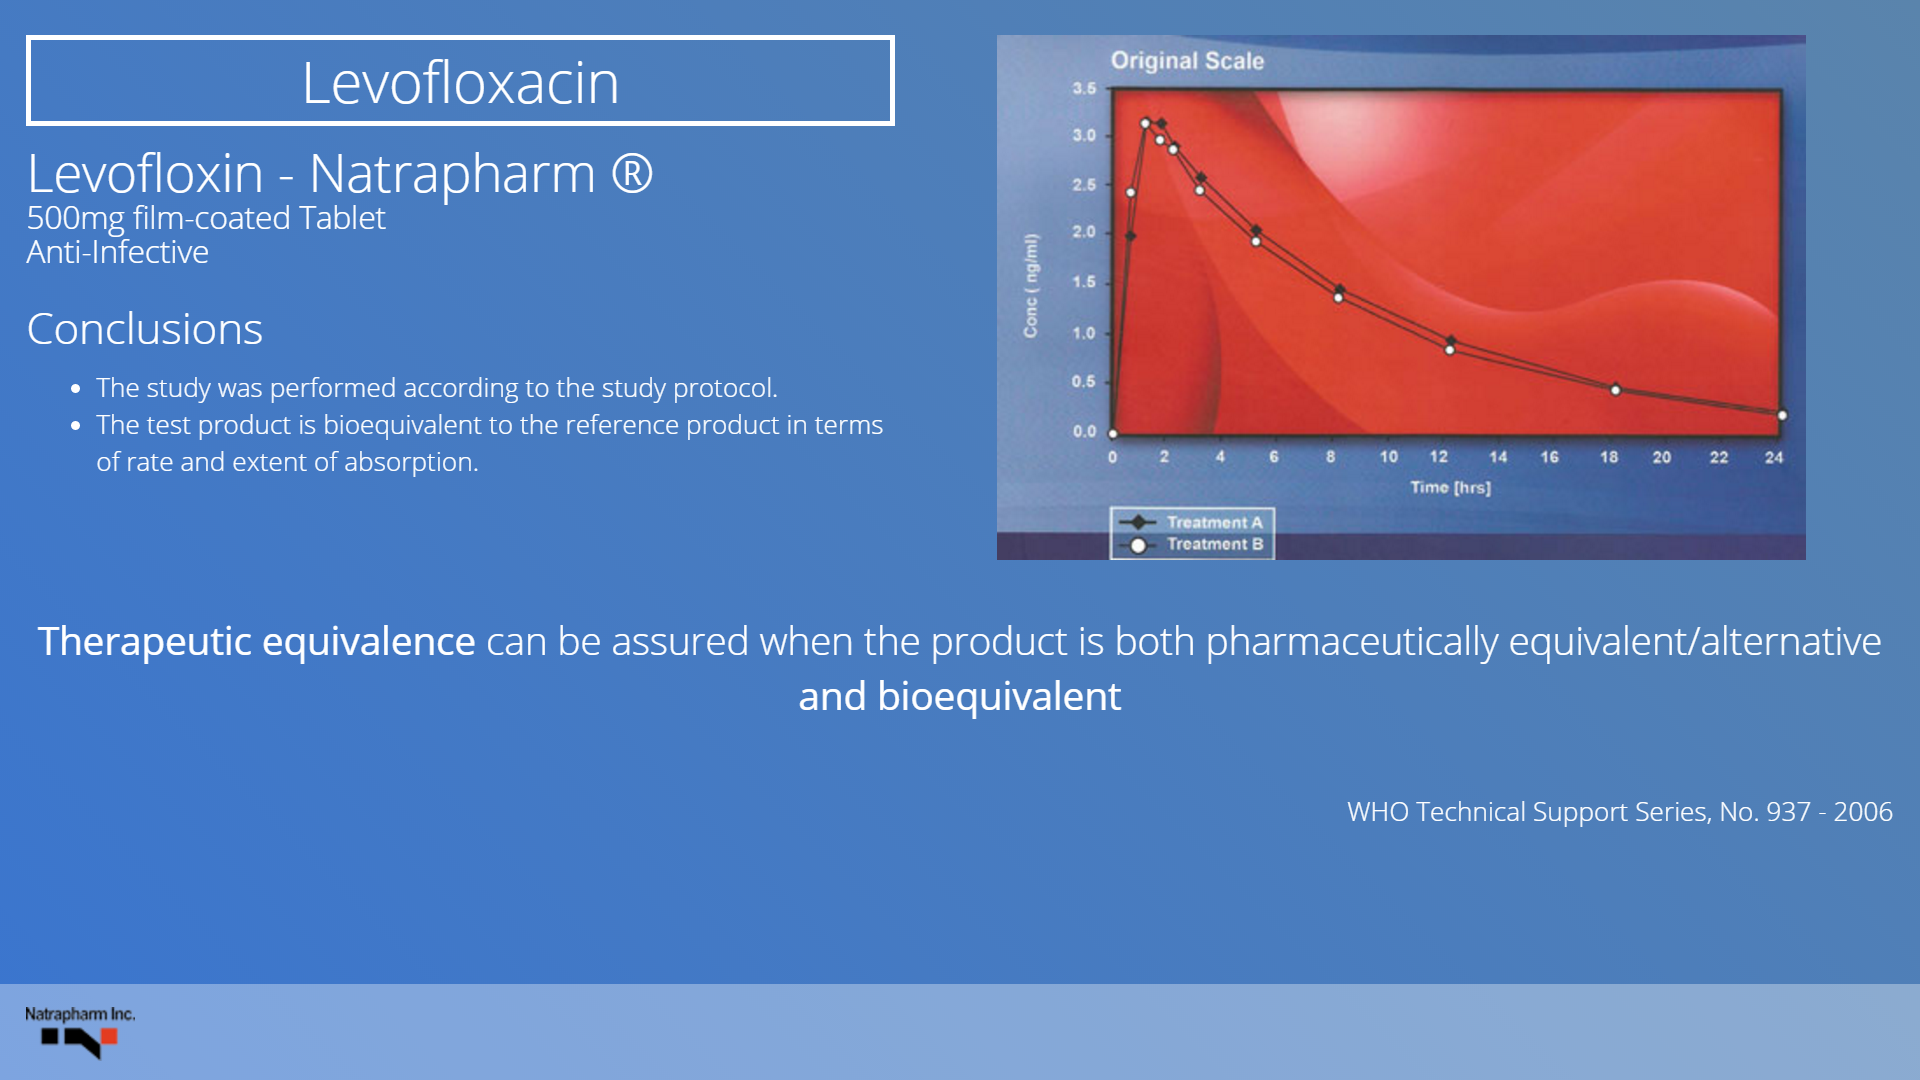 Levofloxacin
Levofloxin - Natrapharm ®
500mg film-coated Tablet
Anti-Infective
Conclusions
• The study was performed according to the study protocol.
• The test product is bioequivalent to the reference product in terms
of rate and extent of absorption.
Original Scale
3.5
3.0
2.5
2.0
1.5
1.0
0.5
0.0
Conc ( ng/ml)
0 2 4 6 8 10 12 14 16 18 20 22 24
Time [hrs]
Treatment A
Treatment B
Therapeutic equivalence can be assured when the product is both pharmaceutically equivalent/alternative
and bioequivalent
WHO Technical Support Series, No. 937 - 2006
Natrapharm Inc.